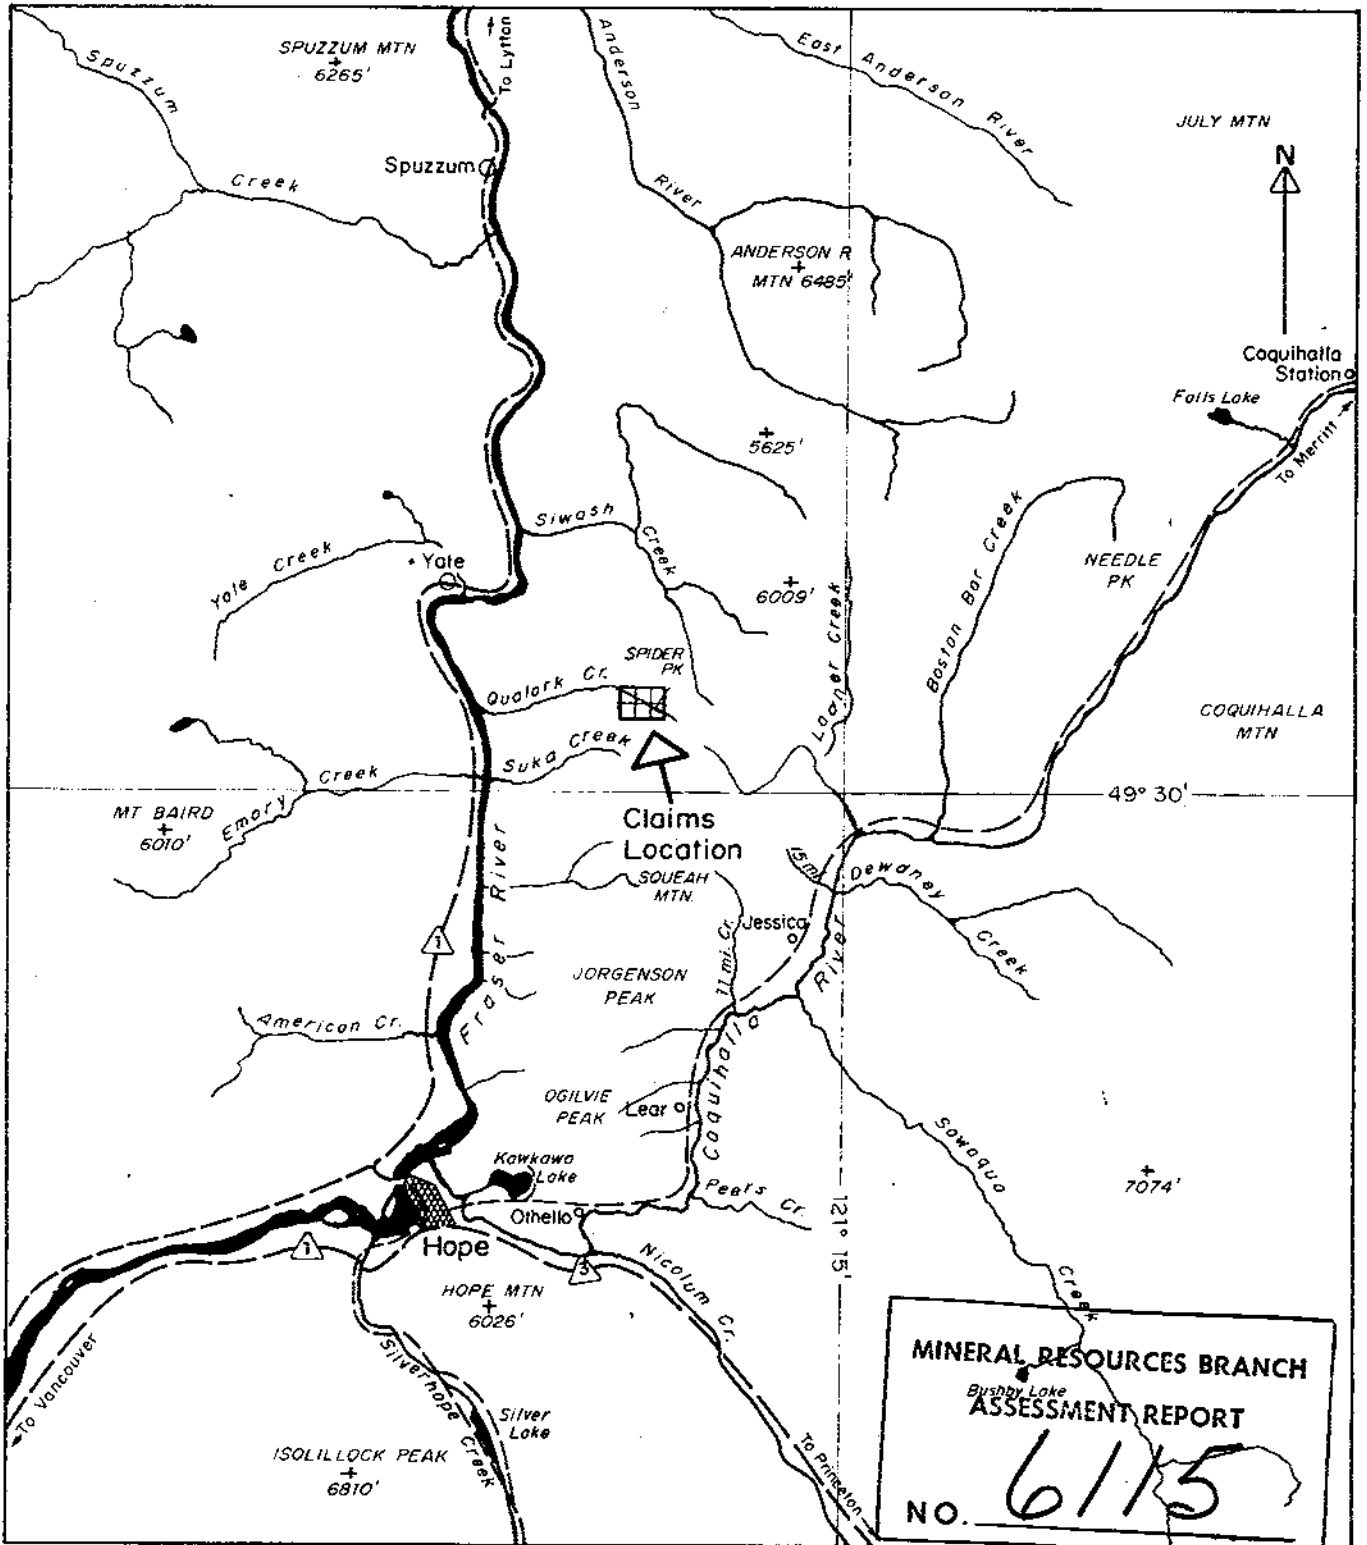 SPUZZUM MTN
6265'
Spuzzum
Creek
To Lytton
Spuzzum
Anderson
River
East Anderson River
JULY MTN
N
ANDERSON R
MTN 6485'
Coquihalla
Station
Falls Lake
To Merritt
5625'
Siwash
Creek
Yale Creek
Yale
6009'
Ladner Creek
Boston Bar Creek
NEEDLE
PK
SPIDER
PK
Qualark Cr.
Suka Creek
COQUIHALLA
MTN
Emory
Creek
MT BAIRD
6010'
49° 30'
Claims
Location
SQUEAH
MTN.
15 mi.
Dewdney
Creek
Jessica
11 mi. Cr.
Fraser River
1
JORGENSON
PEAK
American Cr.
Coquihalla
River
OGILVIE
PEAK
Lear
Sowaqua
Creek
7074'
Kawkawa
Lake
Othello
Pears Cr.
121° 15'
Hope
1
3
Nicolum Cr.
HOPE MTN
6026'
To Vancouver
Silverhope
Creek
Silver
Lake
ISOLILLOCK PEAK
6810'
To Princeton
MINERAL RESOURCES BRANCH
Bushby Lake
ASSESSMENT REPORT
NO. 6115